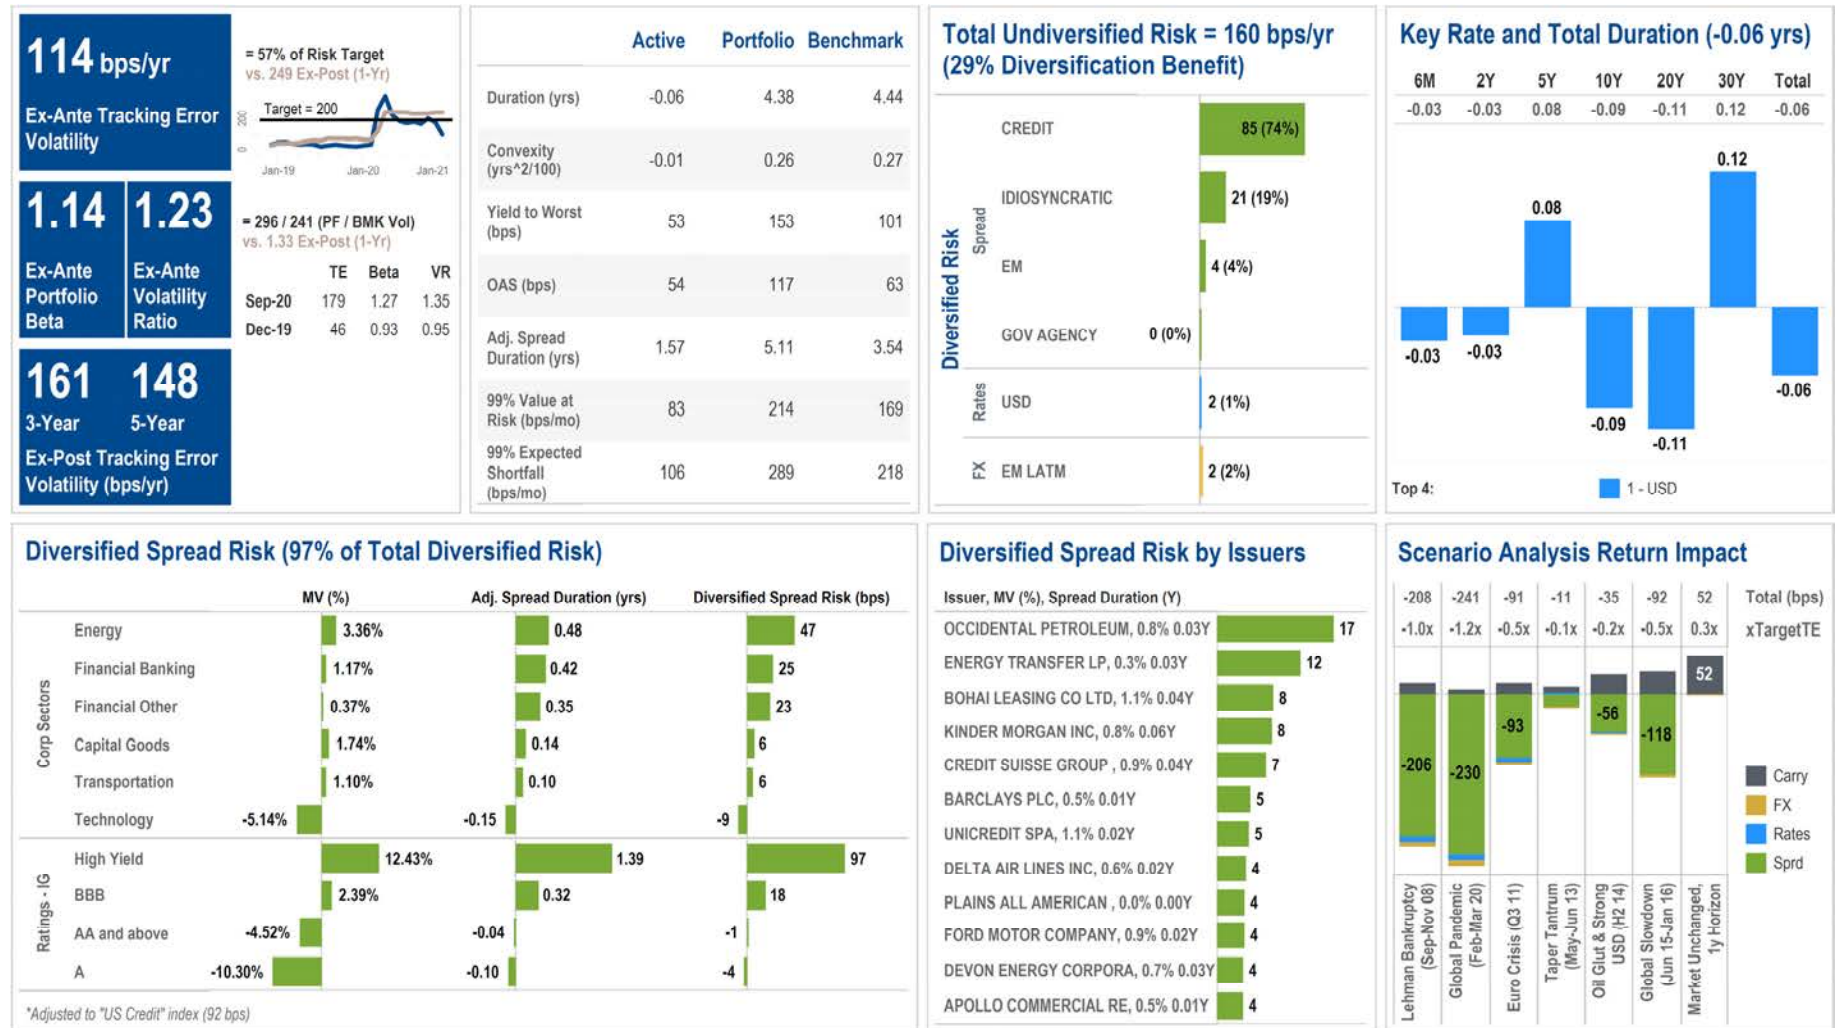 114 bps/yr
Ex-Ante Tracking Error
Volatility
= 57% of Risk Target
vs. 249 Ex-Post (1-Yr)
Target = 200
200
0
Jan-19 Jan-20 Jan-21
1.14 1.23
Ex-Ante Portfolio Beta
Ex-Ante Volatility Ratio
= 296 / 241 (PF / BMK Vol)
vs. 1.33 Ex-Post (1-Yr)
TE Beta VR
Sep-20 179 1.27 1.35
Dec-19 46 0.93 0.95
161 148
3-Year 5-Year
Ex-Post Tracking Error
Volatility (bps/yr)
Active Portfolio Benchmark
Duration (yrs) -0.06 4.38 4.44
Convexity (yrs^2/100) -0.01 0.26 0.27
Yield to Worst (bps) 53 153 101
OAS (bps) 54 117 63
Adj. Spread Duration (yrs) 1.57 5.11 3.54
99% Value at Risk (bps/mo) 83 214 169
99% Expected Shortfall (bps/mo) 106 289 218
Total Undiversified Risk = 160 bps/yr
(29% Diversification Benefit)
Diversified Risk
Spread
CREDIT 85 (74%)
IDIOSYNCRATIC 21 (19%)
EM 4 (4%)
GOV AGENCY 0 (0%)
Rates
USD 2 (1%)
FX
EM LATM 2 (2%)
Key Rate and Total Duration (-0.06 yrs)
6M 2Y 5Y 10Y 20Y 30Y Total
-0.03 -0.03 0.08 -0.09 -0.11 0.12 -0.06
0.12
0.08
-0.03 -0.03
-0.06
-0.09
-0.11
Top 4: 1 - USD
Diversified Spread Risk (97% of Total Diversified Risk)
MV (%) Adj. Spread Duration (yrs) Diversified Spread Risk (bps)
Corp Sectors
Energy 3.36% 0.48 47
Financial Banking 1.17% 0.42 25
Financial Other 0.37% 0.35 23
Capital Goods 1.74% 0.14 6
Transportation 1.10% 0.10 6
Technology -5.14% -0.15 -9
Ratings - IG
High Yield 12.43% 1.39 97
BBB 2.39% 0.32 18
AA and above -4.52% -0.04 -1
A -10.30% -0.10 -4
*Adjusted to "US Credit" index (92 bps)
Diversified Spread Risk by Issuers
Issuer, MV (%), Spread Duration (Y)
OCCIDENTAL PETROLEUM, 0.8% 0.03Y 17
ENERGY TRANSFER LP, 0.3% 0.03Y 12
BOHAI LEASING CO LTD, 1.1% 0.04Y 8
KINDER MORGAN INC, 0.8% 0.06Y 8
CREDIT SUISSE GROUP , 0.9% 0.04Y 7
BARCLAYS PLC, 0.5% 0.01Y 5
UNICREDIT SPA, 1.1% 0.02Y 5
DELTA AIR LINES INC, 0.6% 0.02Y 4
PLAINS ALL AMERICAN , 0.0% 0.00Y 4
FORD MOTOR COMPANY, 0.9% 0.02Y 4
DEVON ENERGY CORPORA, 0.7% 0.03Y 4
APOLLO COMMERCIAL RE, 0.5% 0.01Y 4
Scenario Analysis Return Impact
-208 -241 -91 -11 -35 -92 52 Total (bps)
-1.0x -1.2x -0.5x -0.1x -0.2x -0.5x 0.3x xTargetTE
52
-206 -230 -93 -56 -118
Carry
FX
Rates
Sprd
Lehman Bankruptcy (Sep-Nov 08)
Global Pandemic (Feb-Mar 20)
Euro Crisis (Q3 11)
Taper Tantrum (May-Jun 13)
Oil Glut & Strong USD (H2 14)
Global Slowdown (Jun 15-Jan 16)
Market Unchanged, 1y Horizon